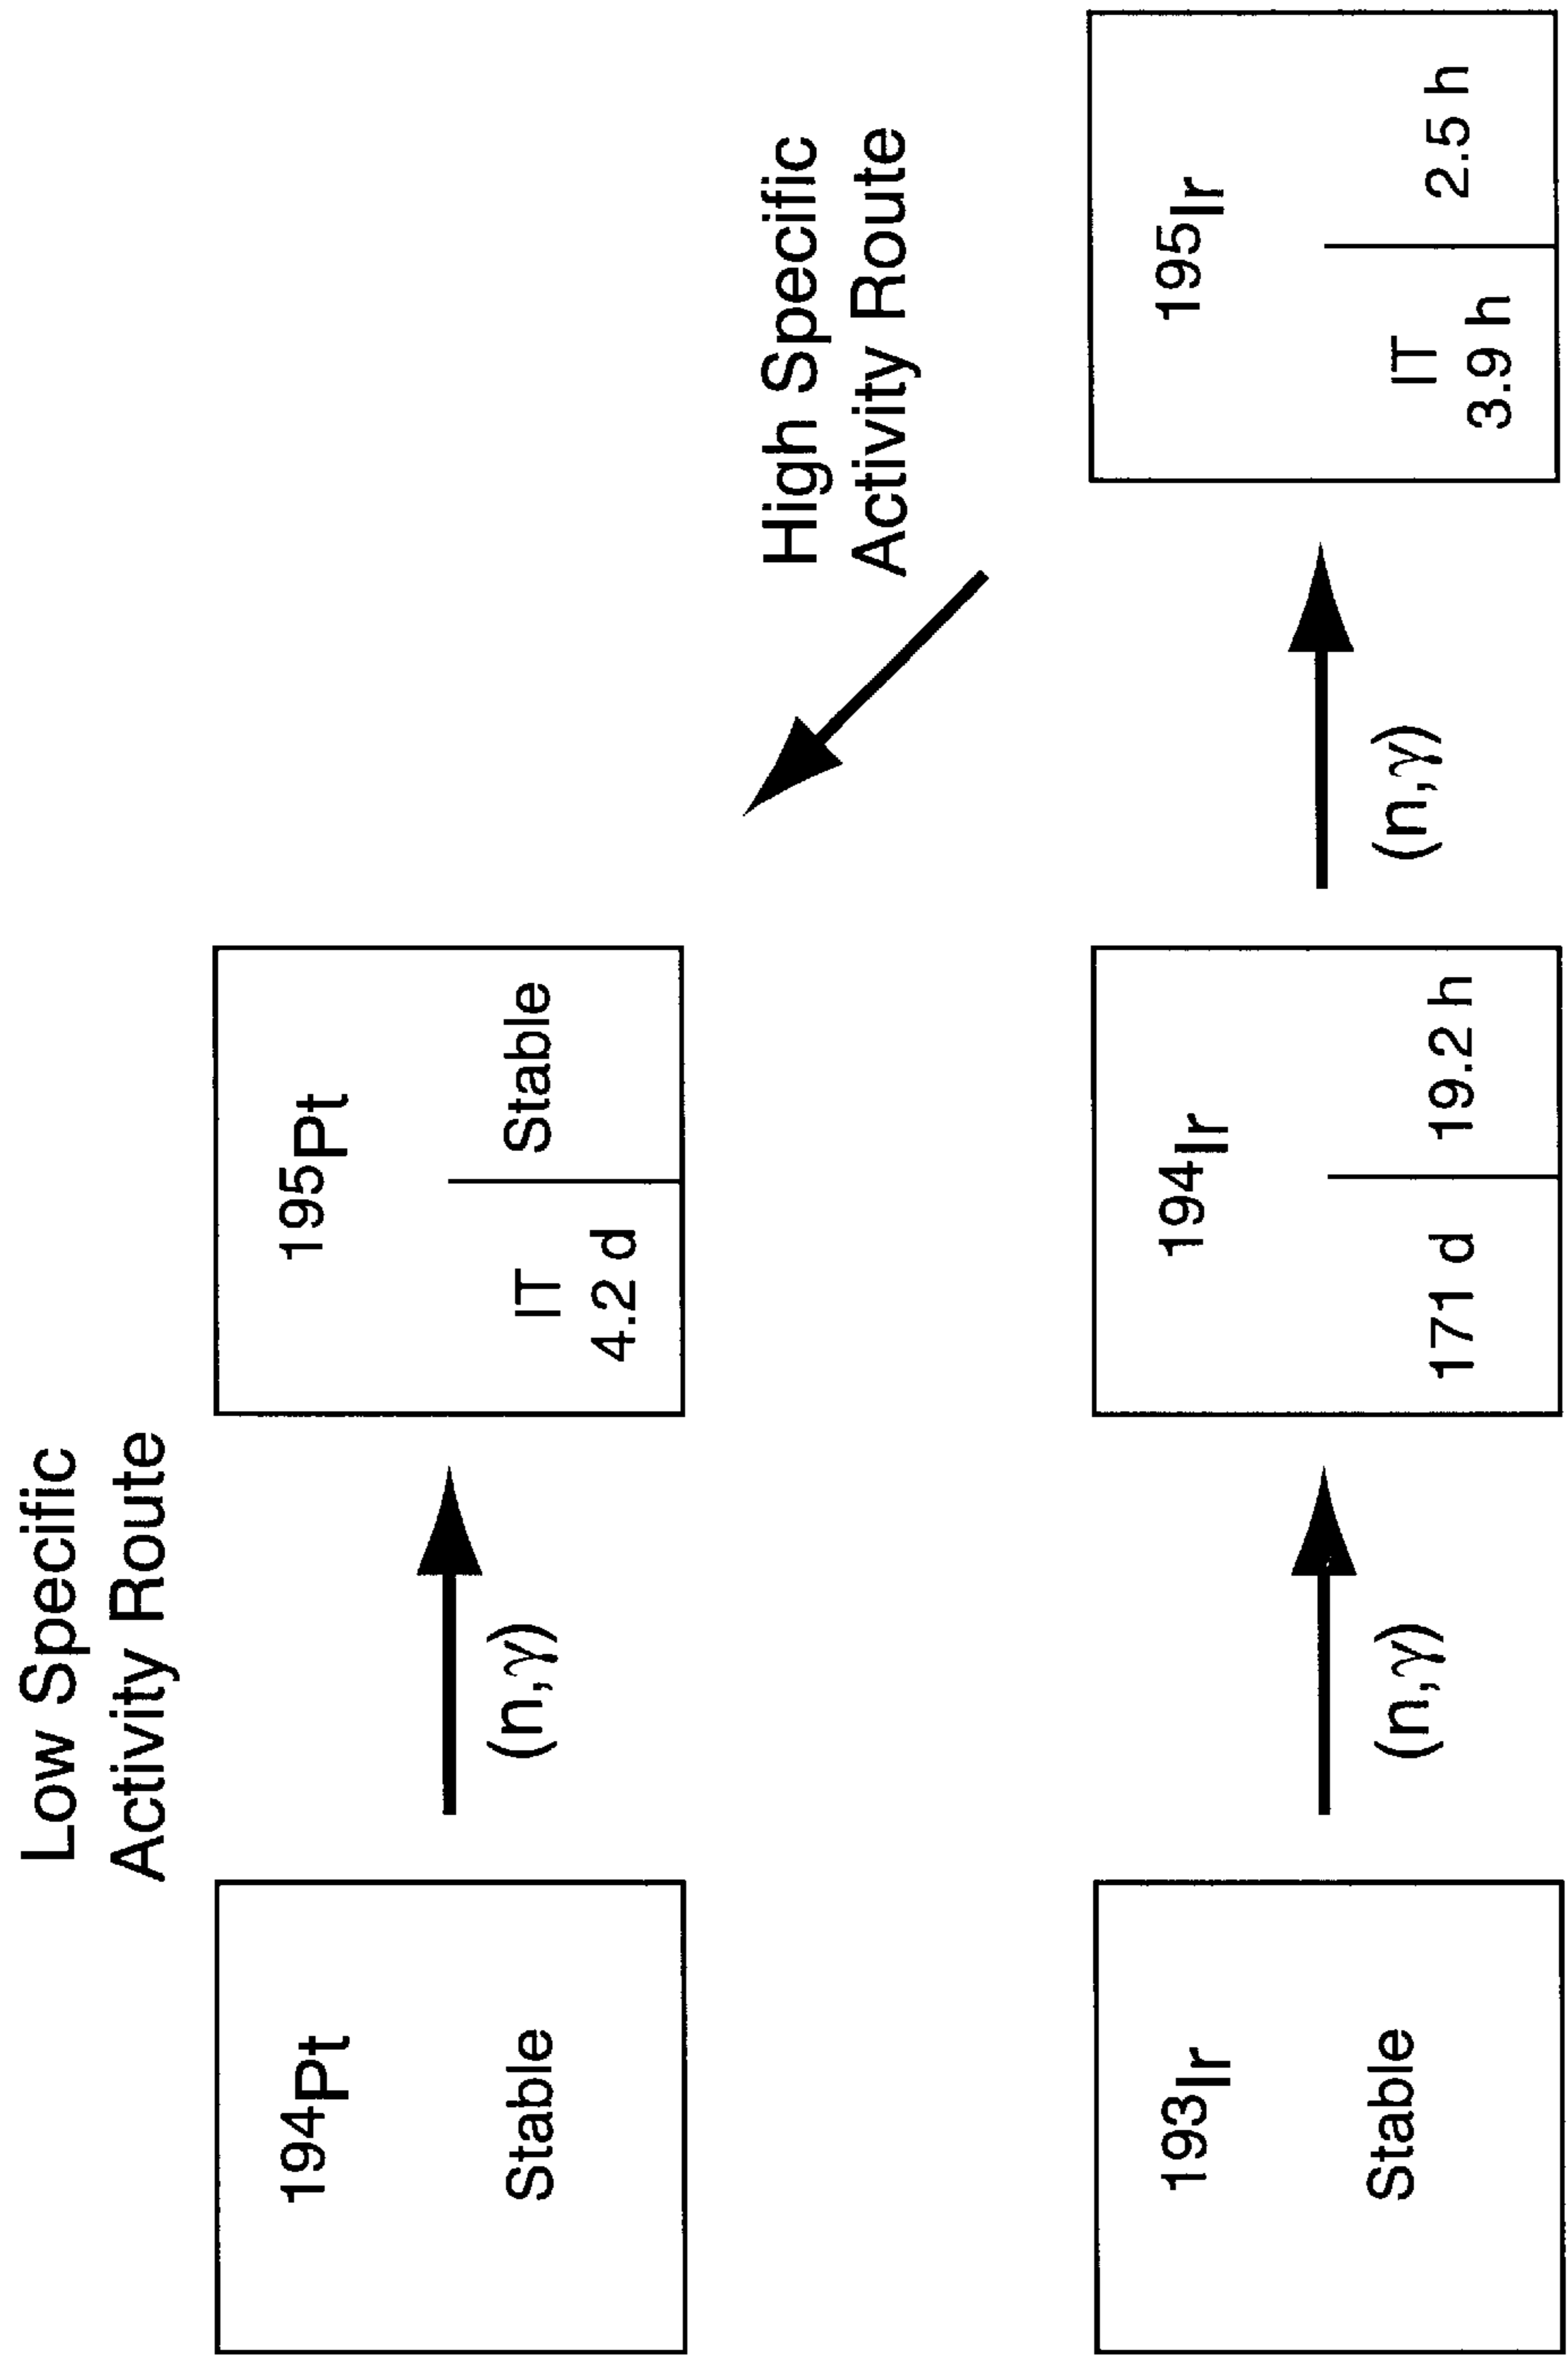 Low Specific
Activity Route
194Pt
Stable
(n,γ)
195Pt
IT
4.2 d
Stable
High Specific
Activity Route
193Ir
Stable
(n,γ)
194Ir
171 d
19.2 h
(n,γ)
195Ir
IT
3.9 h
2.5 h